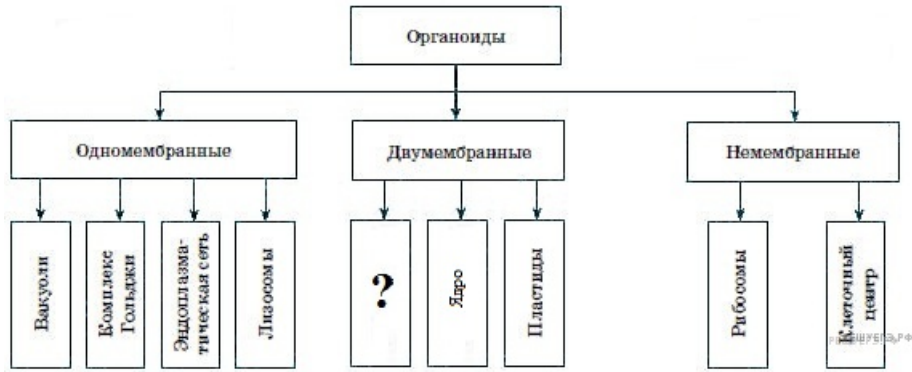 Органоиды
Одномембранные
Двумембранные
Немембранные
Вакуоли
Комплекс
Гольджи
Эндоплазма-
тическая сеть
Лизосомы
?
Ядро
Пластиды
Рибосомы
Клеточный
центр